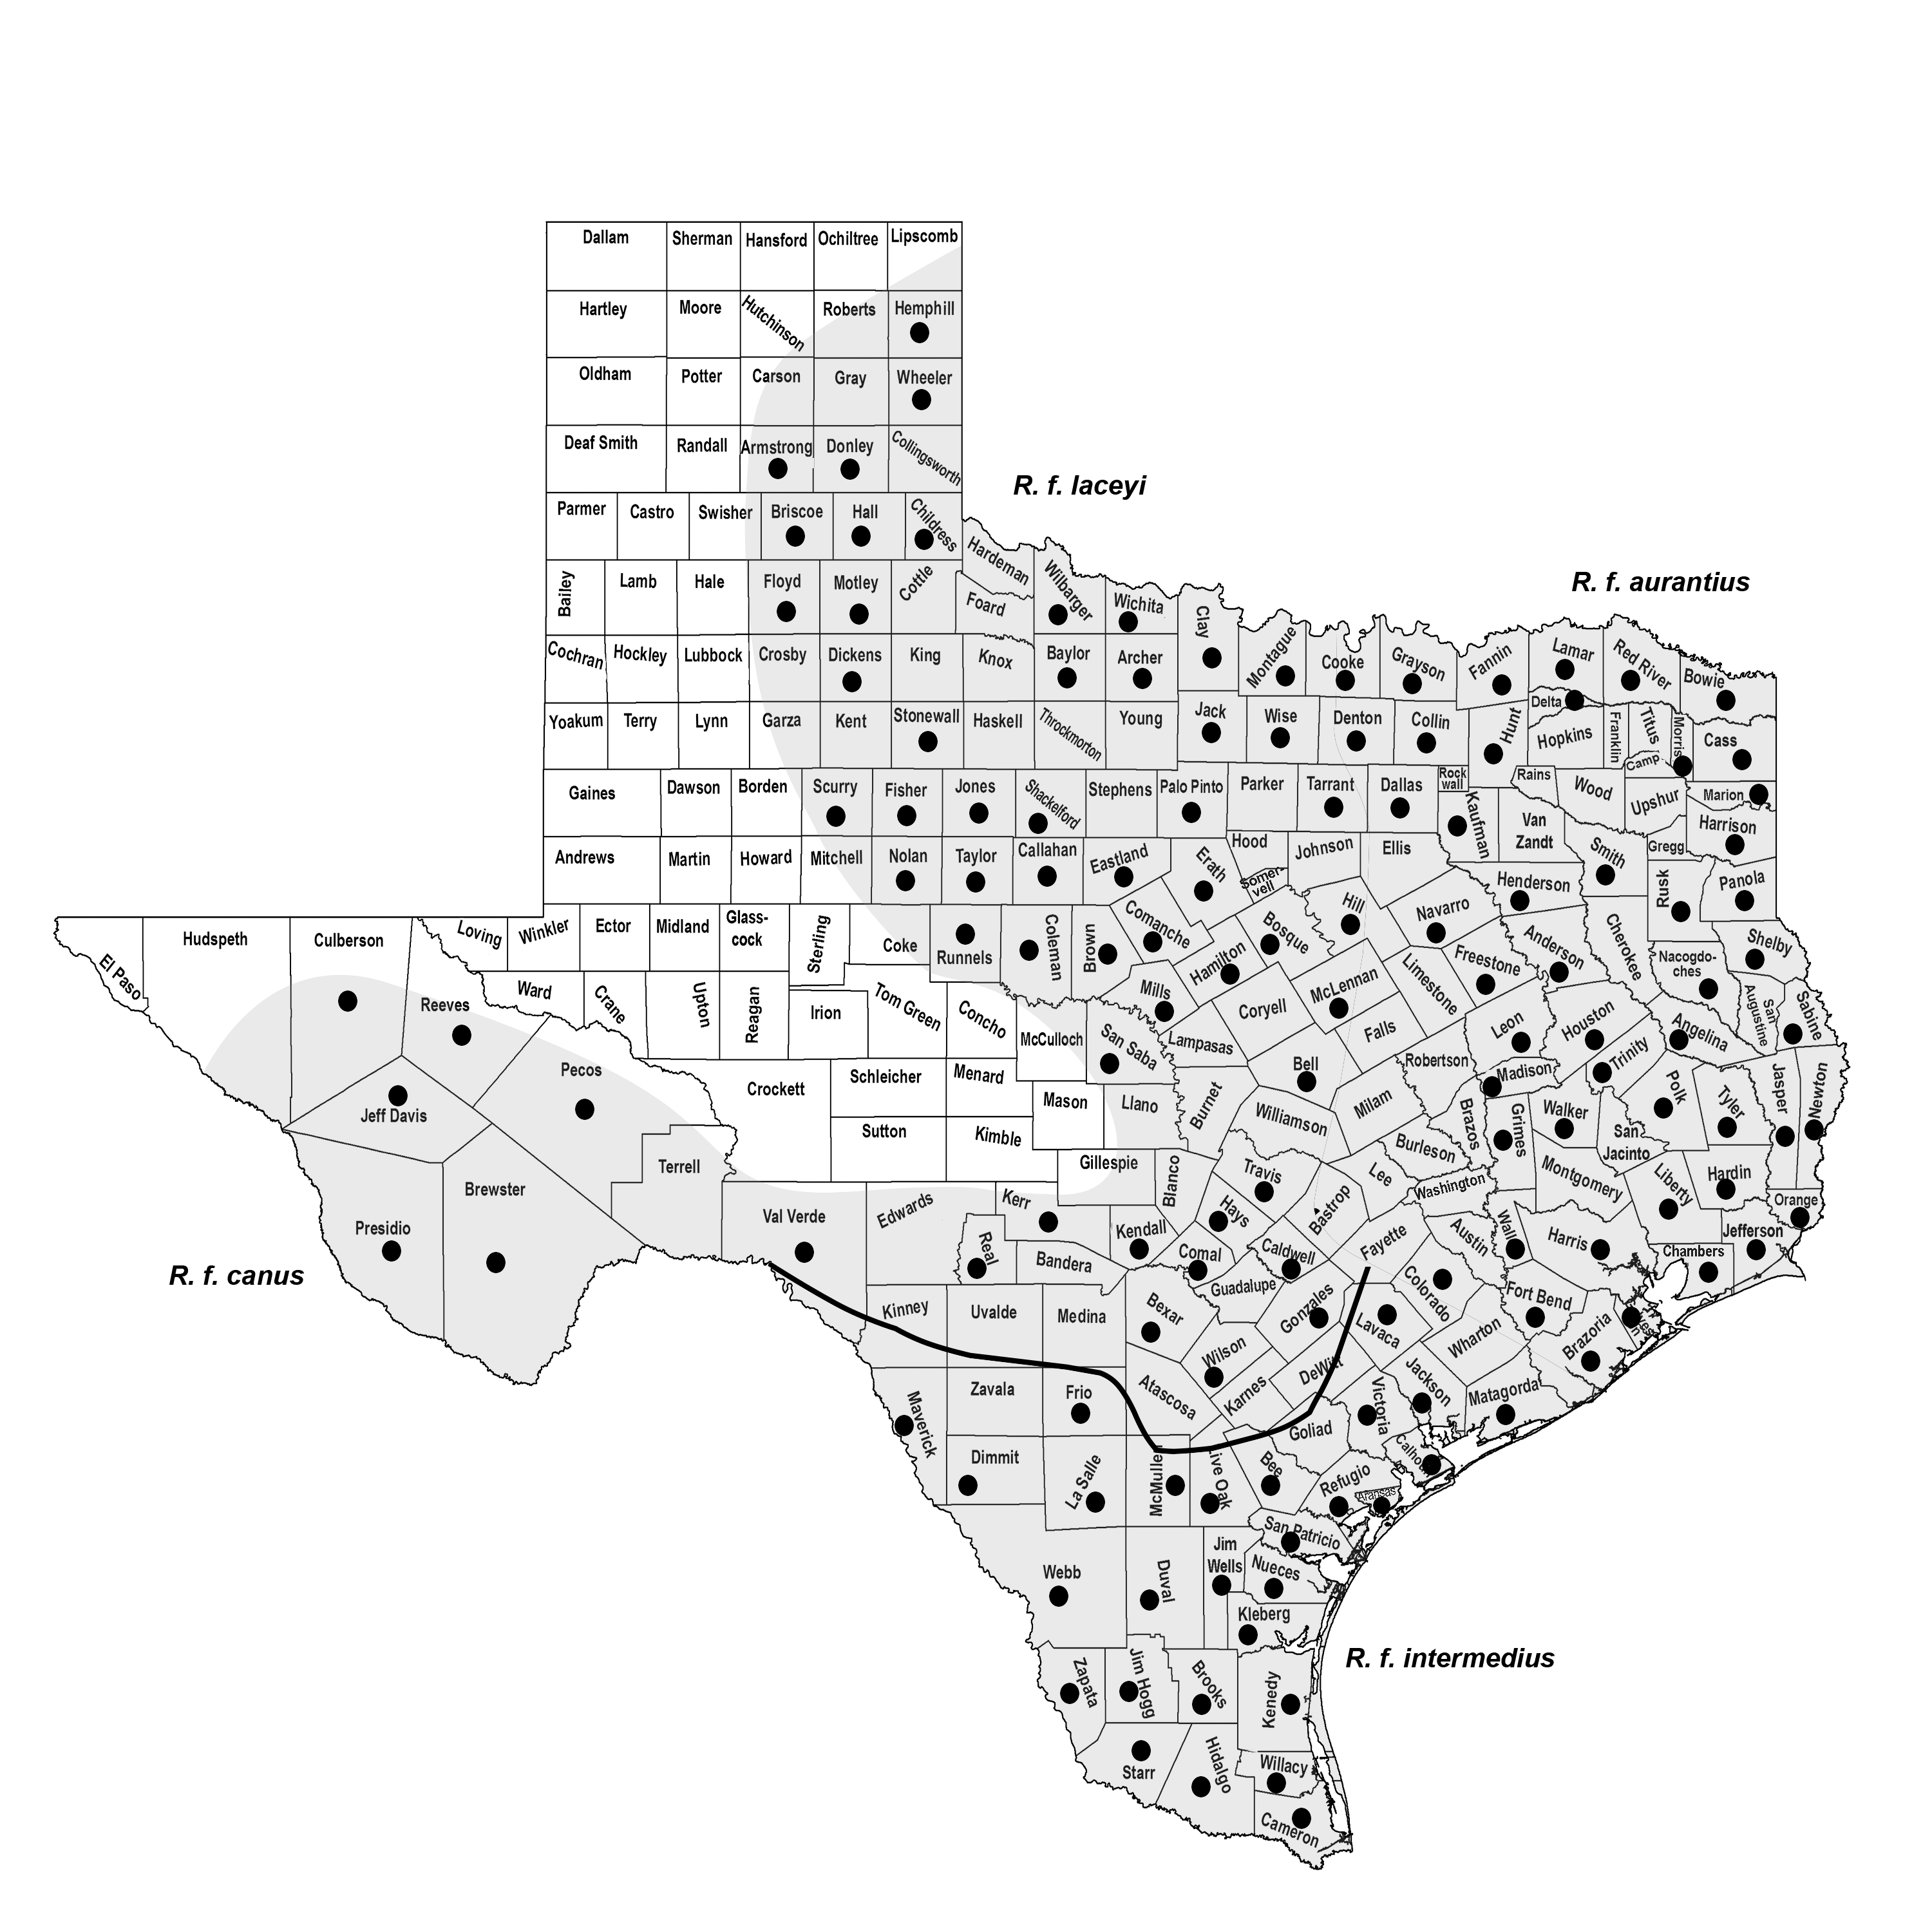 Dallam Sherman Hansford Ochiltree Lipscomb
Hartley Moore Hutchinson Roberts Hemphill
Oldham Potter Carson Gray Wheeler
Deaf Smith Randall Armstrong Donley Collingsworth
R. f. laceyi
Parmer Castro Swisher Briscoe Hall Childress
Hardeman
R. f. aurantius
Bailey Lamb Hale Floyd Motley Cottle Foard Wilbarger Wichita Clay
Cochran Hockley Lubbock Crosby Dickens King Knox Baylor Archer Montague Cooke Grayson Fannin Lamar Red River Bowie
Delta
Yoakum Terry Lynn Garza Kent Stonewall Haskell Throckmorton Young Jack Wise Denton Collin Hunt Hopkins Franklin Titus Morris Cass
Camp
Gaines Dawson Borden Scurry Fisher Jones Shackelford Stephens Palo Pinto Parker Tarrant Dallas
Rock
wall
Rains Wood Upshur Marion
Kaufman
Van
Zandt
Harrison
Andrews Martin Howard Mitchell Nolan Taylor Callahan Eastland Erath Hood Johnson Ellis Smith Gregg
Somer-
vell
Henderson Rusk Panola
El Paso Hudspeth Culberson
Loving Winkler Ector Midland
Glass-
cock
Sterling Coke
Runnels
Coleman Brown Comanche Hamilton Bosque Hill Navarro Anderson Cherokee
Nacogdo-
ches
Shelby
Reeves Ward Crane Upton Reagan Irion Tom Green Concho
McCulloch
Mills Coryell McLennan Limestone Freestone
San
Augustine
Sabine
San Saba Lampasas Falls Leon Houston Angelina
Pecos Crockett Schleicher Menard Mason Llano Burnet Bell Robertson Madison Trinity Polk Tyler Jasper Newton
Jeff Davis
Sutton Kimble Williamson Milam Brazos Grimes Walker
San
Jacinto
Terrell Gillespie Blanco Travis Burleson Montgomery Liberty Hardin
Brewster Lee Washington Orange
Presidio Val Verde Edwards Kerr Kendall Hays Bastrop Fayette Austin Harris Jefferson
R. f. canus
Real Bandera Comal Caldwell Chambers
Guadalupe Colorado Fort Bend
Kinney Uvalde Medina Bexar Gonzales Lavaca Wharton Brazoria
Wilson
Maverick Zavala Frio Atascosa Karnes DeWitt Jackson Matagorda
Victoria
Goliad
Dimmit La Salle Bee Refugio
Aransas
San Patricio
Webb Duval
Jim
Wells
Nueces
Kleberg
R. f. intermedius
Zapata Jim Hogg Brooks Kenedy
Starr Hidalgo Willacy
Cameron